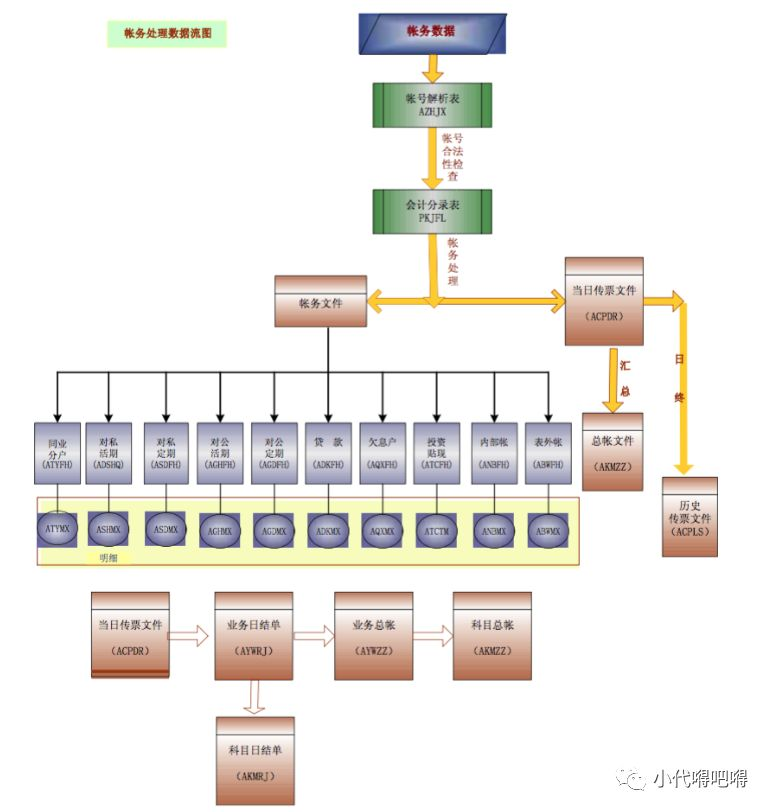 帐务处理数据流图
帐务数据
帐号解析表
AZHJX
帐号
合法
性检
查
会计分录表
PKJFL
帐
务
处
理
帐务文件
当日传票文件
(ACPDR)
汇
总
日
终
总帐文件
(AKMZZ)
历史
传票文件
(ACPLS)
同业
分户
(ATYFH)
对私
活期
(ADSHQ)
对私
定期
(ASDFH)
对公
活期
(AGHFH)
对公
定期
(AGDFH)
贷 款
(ADKFH)
欠息户
(AQXFH)
投资
贴现
(ATCFH)
内部帐
(ANBFH)
表外帐
(ABWFH)
ATYMX
ASHMX
ASDMX
AGHMX
AGDMX
ADKMX
AQXMX
ATCTM
ANBMX
ABWMX
明细
当日传票文件
(ACPDR)
业务日结单
(AYWRJ)
业务总帐
(AYWZZ)
科目总帐
(AKMZZ)
科目日结单
(AKMRJ)
小代嘚吧嘚